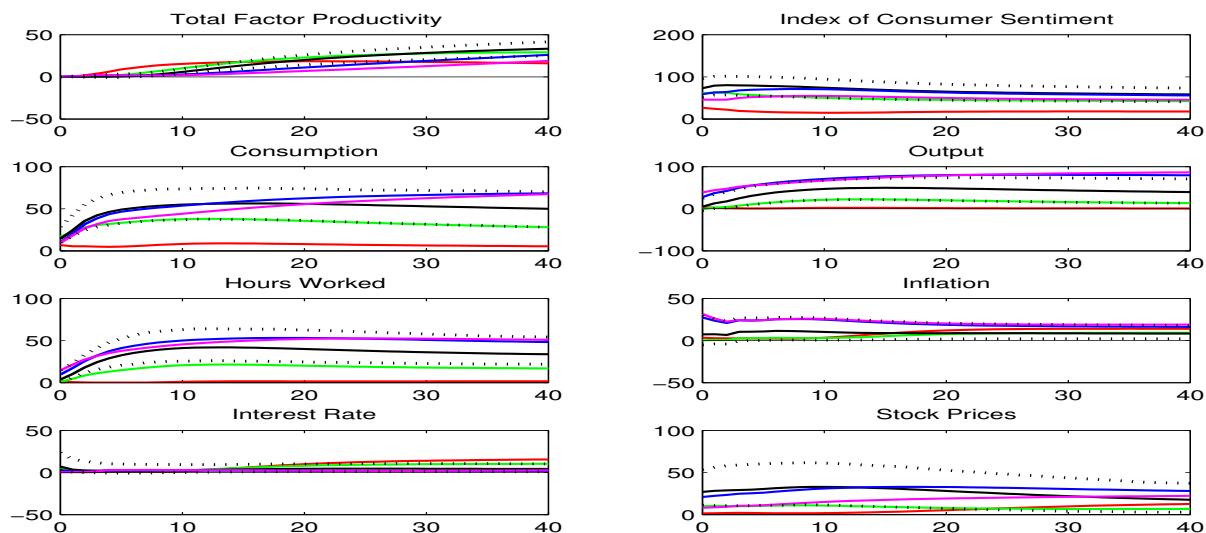 Total Factor Productivity
50
0
−50
0 10 20 30 40
Index of Consumer Sentiment
200
100
0
0 10 20 30 40
Consumption
100
50
0
0 10 20 30 40
Output
100
0
−100
0 10 20 30 40
Hours Worked
100
50
0
0 10 20 30 40
Inflation
50
0
−50
0 10 20 30 40
Interest Rate
50
0
−50
0 10 20 30 40
Stock Prices
100
50
0
0 10 20 30 40